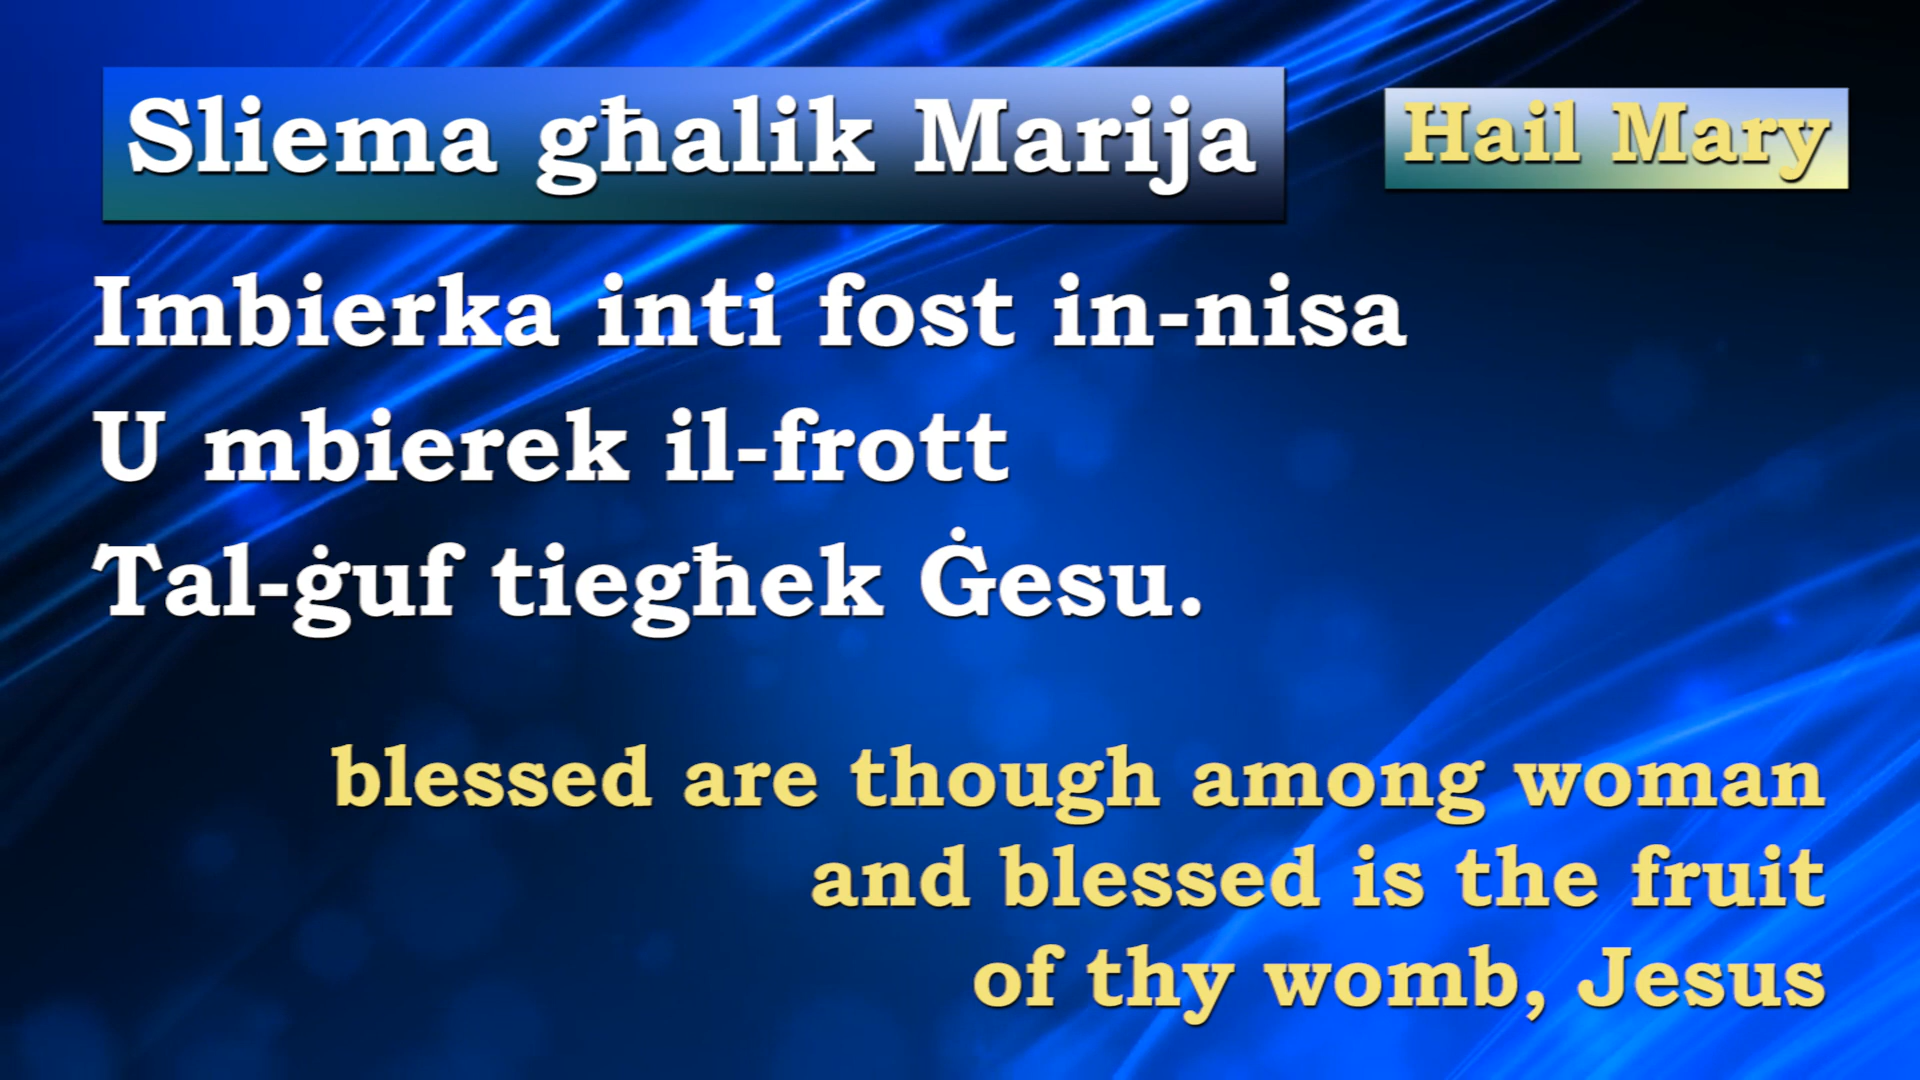 Sliema għalik Marija
Hail Mary
Imbierka inti fost in-nisa
U mbierek il-frott
Tal-ġuf tiegħek Ġesu.
blessed are though among woman
and blessed is the fruit
of thy womb, Jesus